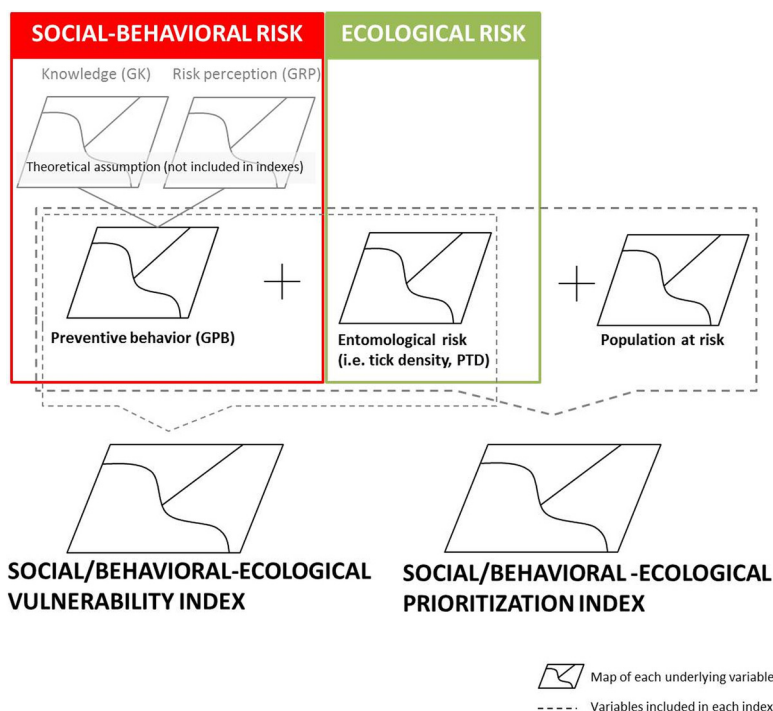 SOCIAL-BEHAVIORAL RISK
ECOLOGICAL RISK
Knowledge (GK)
Risk perception (GRP)
Theoretical assumption (not included in indexes)
+
+
Preventive behavior (GPB)
Entomological risk
(i.e. tick density, PTD)
Population at risk
SOCIAL/BEHAVIORAL-ECOLOGICAL
VULNERABILITY INDEX
SOCIAL/BEHAVIORAL -ECOLOGICAL
PRIORITIZATION INDEX
Map of each underlying variable
Variables included in each index